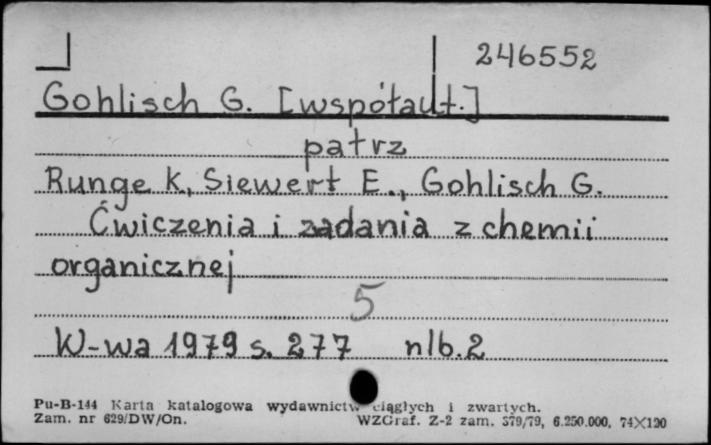 246552
Gohlisch G. [współaut.]
patrz
Runge K., Siewert E., Gohlisch G.
Ćwiczenia i zadania z chemii
organicznej
5
W-wa 1979 s. 277 nlb. 2
Pu-B-144 Karta katalogowa wydawnictw ciągłych i zwartych.
Zam. nr 629/DW/On. WZGraf. Z-2 zam. 379/79, 6.250.000, 74X120